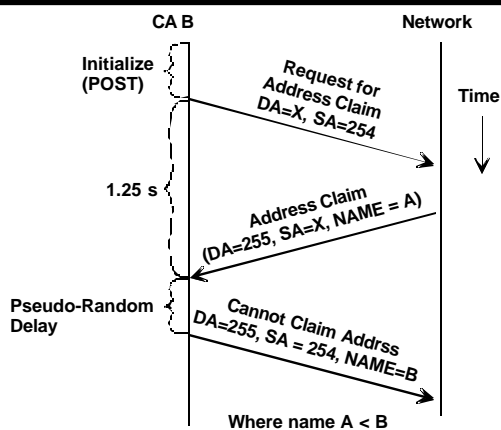 CA B
Network
Initialize
(POST)
Request for
Address Claim
DA=X, SA=254
Time
1.25 s
Address Claim
(DA=255, SA=X, NAME = A)
Pseudo-Random
Delay
Cannot Claim Addrss
DA=255, SA = 254, NAME=B
Where name A < B